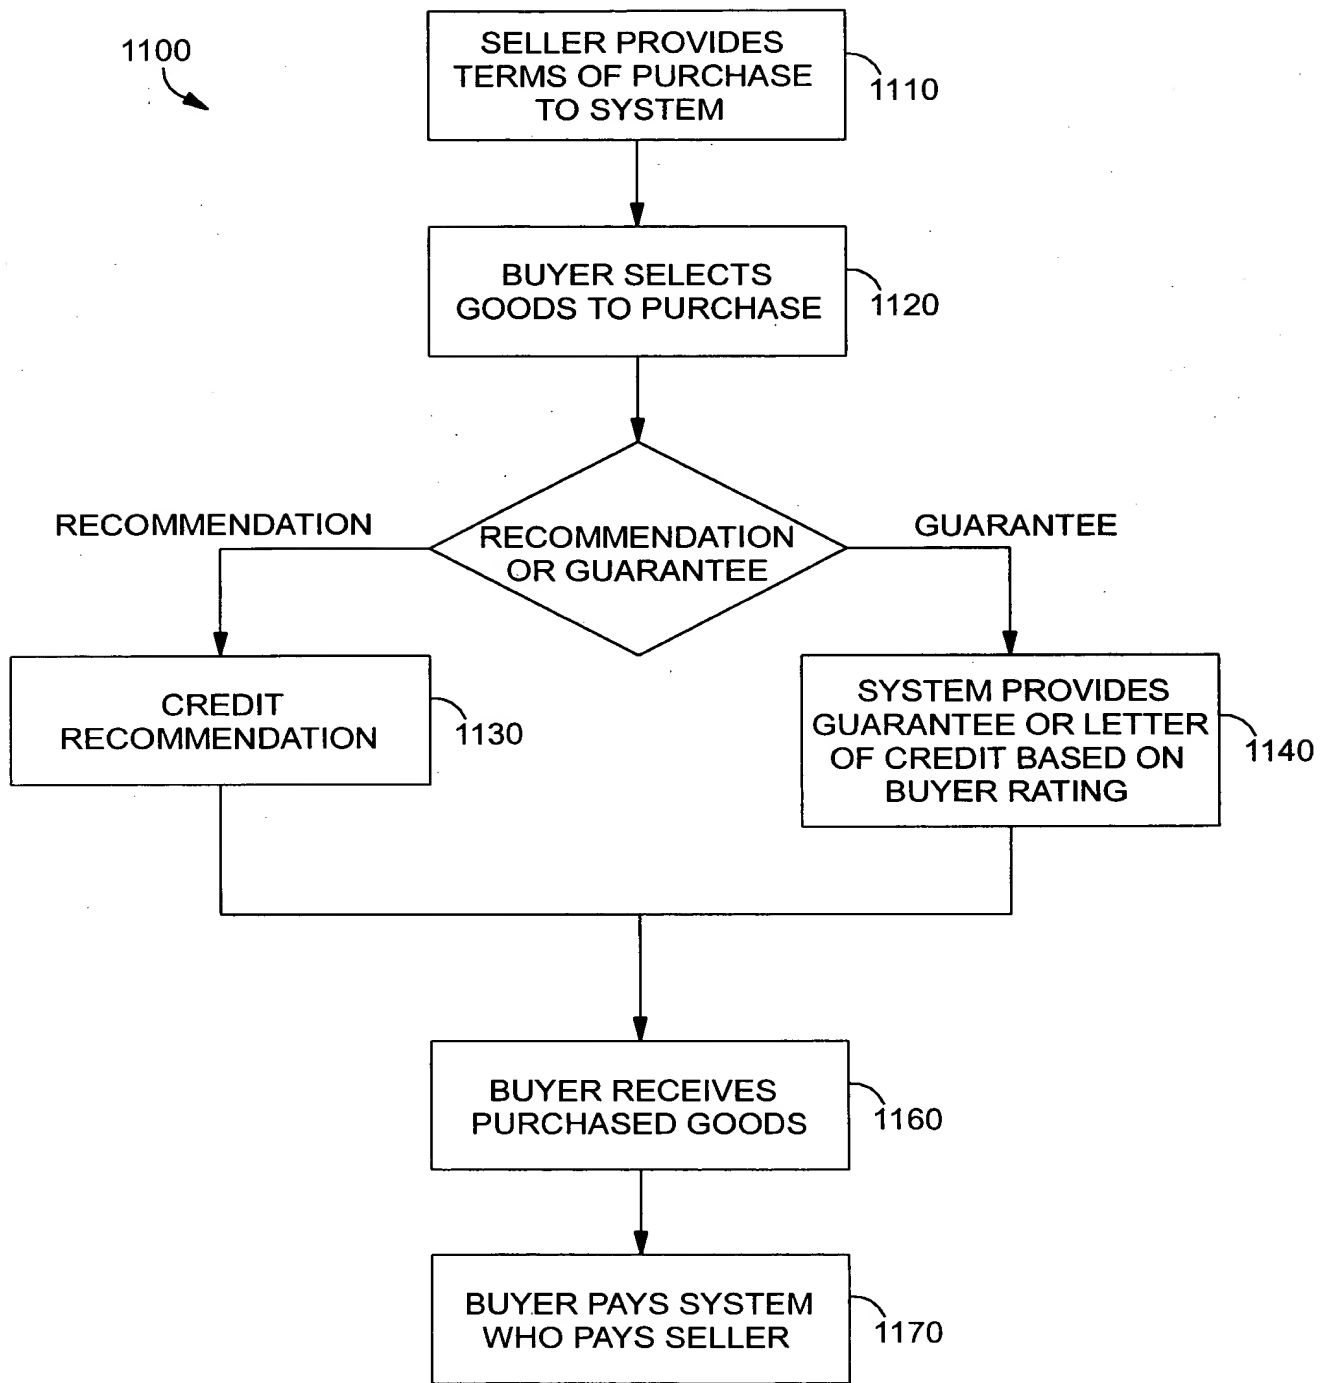 1100
SELLER PROVIDES
TERMS OF PURCHASE
TO SYSTEM
1110
BUYER SELECTS
GOODS TO PURCHASE
1120
RECOMMENDATION
RECOMMENDATION
OR GUARANTEE
GUARANTEE
CREDIT
RECOMMENDATION
1130
SYSTEM PROVIDES
GUARANTEE OR LETTER
OF CREDIT BASED ON
BUYER RATING
1140
BUYER RECEIVES
PURCHASED GOODS
1160
BUYER PAYS SYSTEM
WHO PAYS SELLER
1170